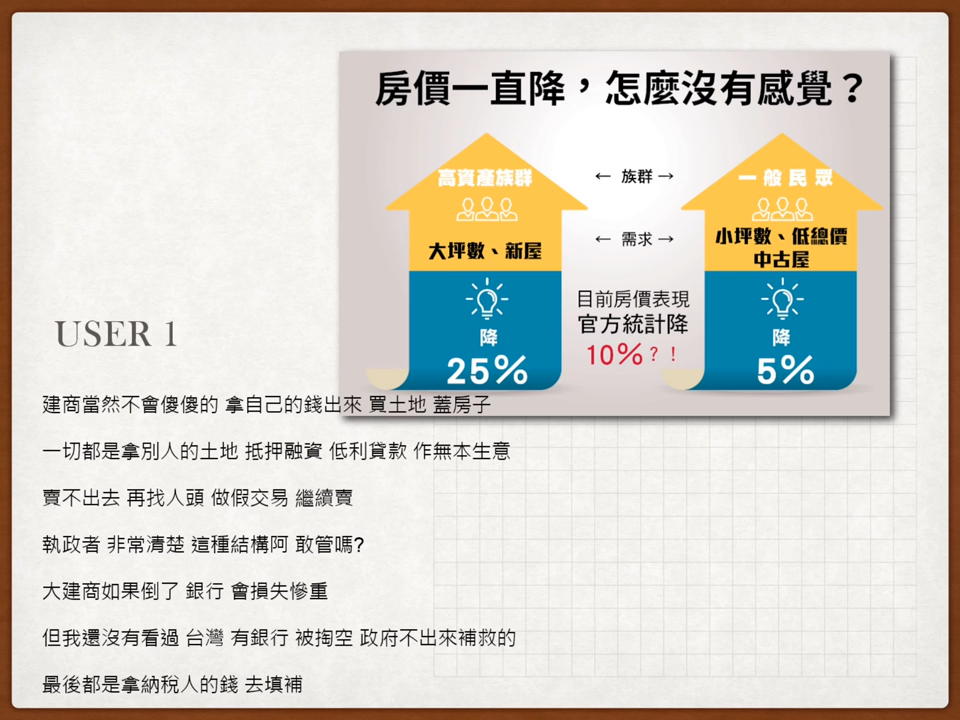 房價一直降，怎麼沒有感覺？
高資產族群
← 族群 →
一般民眾
大坪數、新屋
← 需求 →
小坪數、低總價
中古屋
降
25%
目前房價表現
官方統計降
10%？！
降
5%
USER 1
建商當然不會傻傻的 拿自己的錢出來 買土地 蓋房子
一切都是拿別人的土地 抵押融資 低利貸款 作無本生意
賣不出去 再找人頭 做假交易 繼續賣
執政者 非常清楚 這種結構阿 敢管嗎?
大建商如果倒了 銀行 會損失慘重
但我還沒有看過 台灣 有銀行 被掏空 政府不出來補救的
最後都是拿納稅人的錢 去填補